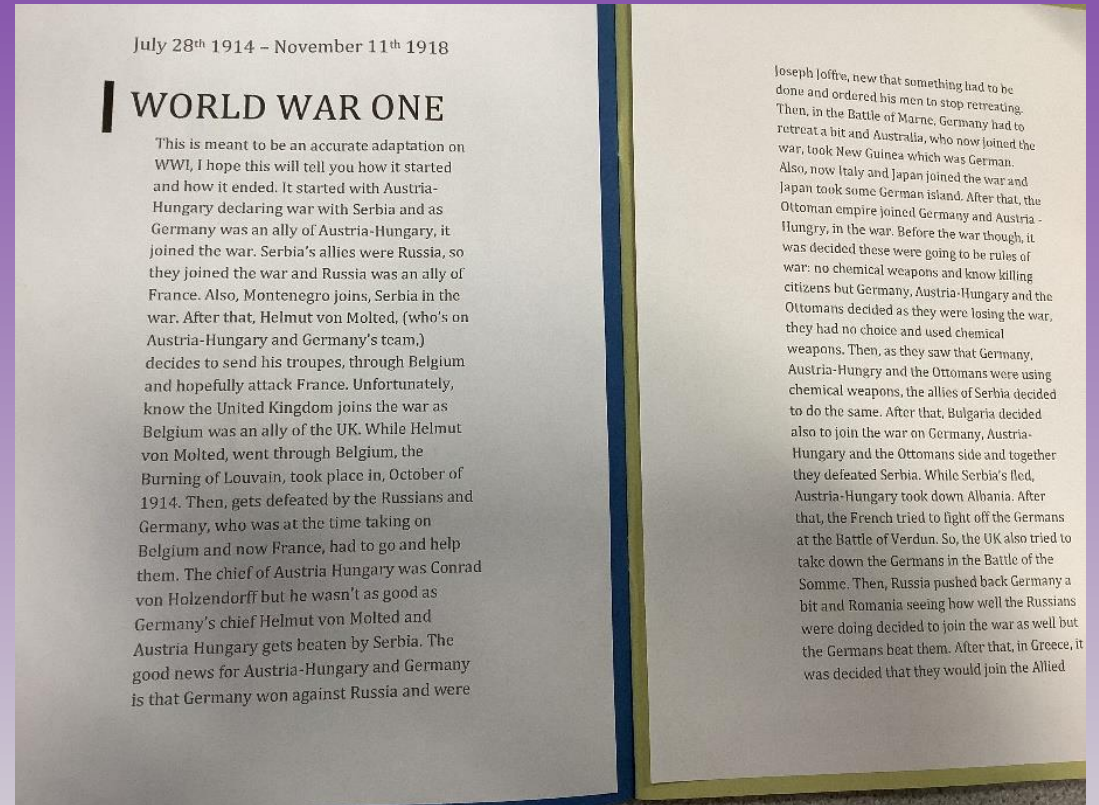 July 28th 1914 – November 11th 1918
WORLD WAR ONE
This is meant to be an accurate adaptation on
WWI, I hope this will tell you how it started
and how it ended. It started with Austria-
Hungary declaring war with Serbia and as
Germany was an ally of Austria-Hungary, it
joined the war. Serbia's allies were Russia, so
they joined the war and Russia was an ally of
France. Also, Montenegro joins, Serbia in the
war. After that, Helmut von Molted, (who's on
Austria-Hungary and Germany's team,)
decides to send his troupes, through Belgium
and hopefully attack France. Unfortunately,
know the United Kingdom joins the war as
Belgium was an ally of the UK. While Helmut
von Molted, went through Belgium, the
Burning of Louvain, took place in, October of
1914. Then, gets defeated by the Russians and
Germany, who was at the time taking on
Belgium and now France, had to go and help
them. The chief of Austria Hungary was Conrad
von Holzendorff but he wasn't as good as
Germany's chief Helmut von Molted and
Austria Hungary gets beaten by Serbia. The
good news for Austria-Hungary and Germany
is that Germany won against Russia and were
Joseph Joffre, new that something had to be
done and ordered his men to stop retreating.
Then, in the Battle of Marne, Germany had to
retreat a bit and Australia, who now joined the
war, took New Guinea which was German.
Also, now Italy and Japan joined the war and
Japan took some German island. After that, the
Ottoman empire joined Germany and Austria -
Hungry, in the war. Before the war though, it
was decided these were going to be rules of
war: no chemical weapons and know killing
citizens but Germany, Austria-Hungary and the
Ottomans decided as they were losing the war,
they had no choice and used chemical
weapons. Then, as they saw that Germany,
Austria-Hungry and the Ottomans were using
chemical weapons, the allies of Serbia decided
to do the same. After that, Bulgaria decided
also to join the war on Germany, Austria-
Hungary and the Ottomans side and together
they defeated Serbia. While Serbia's fled,
Austria-Hungary took down Albania. After
that, the French tried to fight off the Germans
at the Battle of Verdun. So, the UK also tried to
take down the Germans in the Battle of the
Somme. Then, Russia pushed back Germany a
bit and Romania seeing how well the Russians
were doing decided to join the war as well but
the Germans beat them. After that, in Greece, it
was decided that they would join the Allied